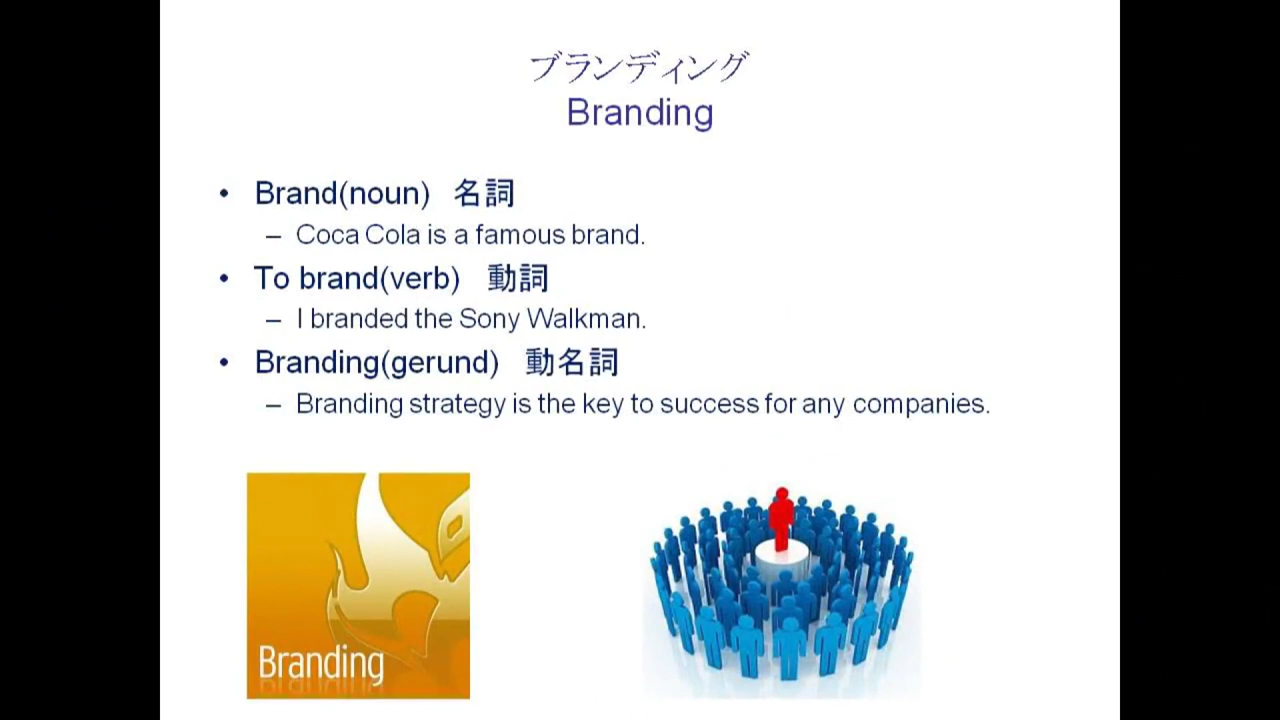 ブランディング
Branding
• Brand(noun) 名詞
– Coca Cola is a famous brand.
• To brand(verb) 動詞
– I branded the Sony Walkman.
• Branding(gerund) 動名詞
– Branding strategy is the key to success for any companies.
Branding